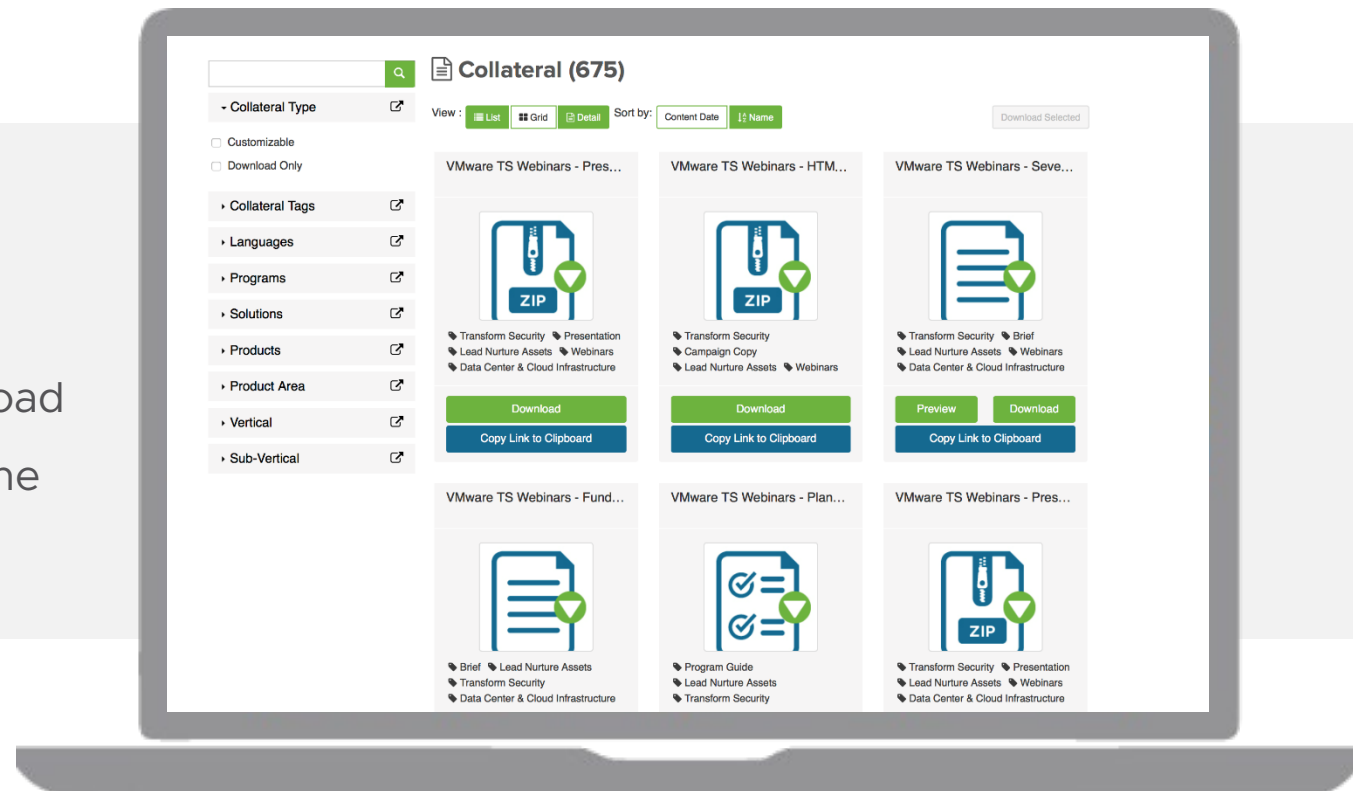 Collateral (675)
Collateral Type
Customizable
Download Only
Collateral Tags
Languages
Programs
Solutions
Products
Product Area
Vertical
Sub-Vertical
View : List Grid Detail Sort by: Content Date Name Download Selected
VMware TS Webinars - Pres...
ZIP
Transform Security Presentation
Lead Nurture Assets Webinars
Data Center & Cloud Infrastructure
Download
Copy Link to Clipboard
VMware TS Webinars - HTM...
ZIP
Transform Security
Campaign Copy
Lead Nurture Assets Webinars
Download
Copy Link to Clipboard
VMware TS Webinars - Seve...
Transform Security Brief
Lead Nurture Assets Webinars
Data Center & Cloud Infrastructure
Preview Download
Copy Link to Clipboard
VMware TS Webinars - Fund...
Brief Lead Nurture Assets
Transform Security
Data Center & Cloud Infrastructure
VMware TS Webinars - Plan...
Program Guide
Lead Nurture Assets
Transform Security
VMware TS Webinars - Pres...
ZIP
Transform Security Presentation
Lead Nurture Assets Webinars
Data Center & Cloud Infrastructure